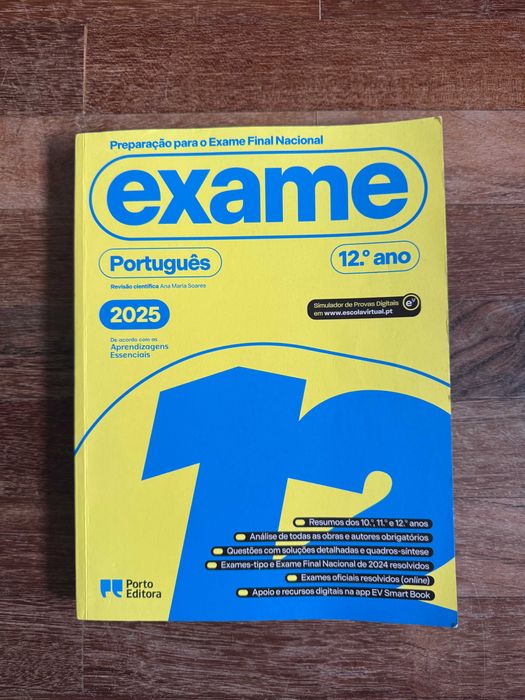 Preparação para o Exame Final Nacional
exame
Português
12.º ano
Revisão científica Ana Maria Soares
2025
Simulador de Provas Digitais
em www.escolavirtual.pt
eV
De acordo com as
Aprendizagens
Essenciais
12
Resumos dos 10.º, 11.º e 12.º anos
Análise de todas as obras e autores obrigatórios
Questões com soluções detalhadas e quadros-síntese
Exames-tipo e Exame Final Nacional de 2024 resolvidos
Exames oficiais resolvidos (online)
Apoio e recursos digitais na app EV Smart Book
Porto
Editora